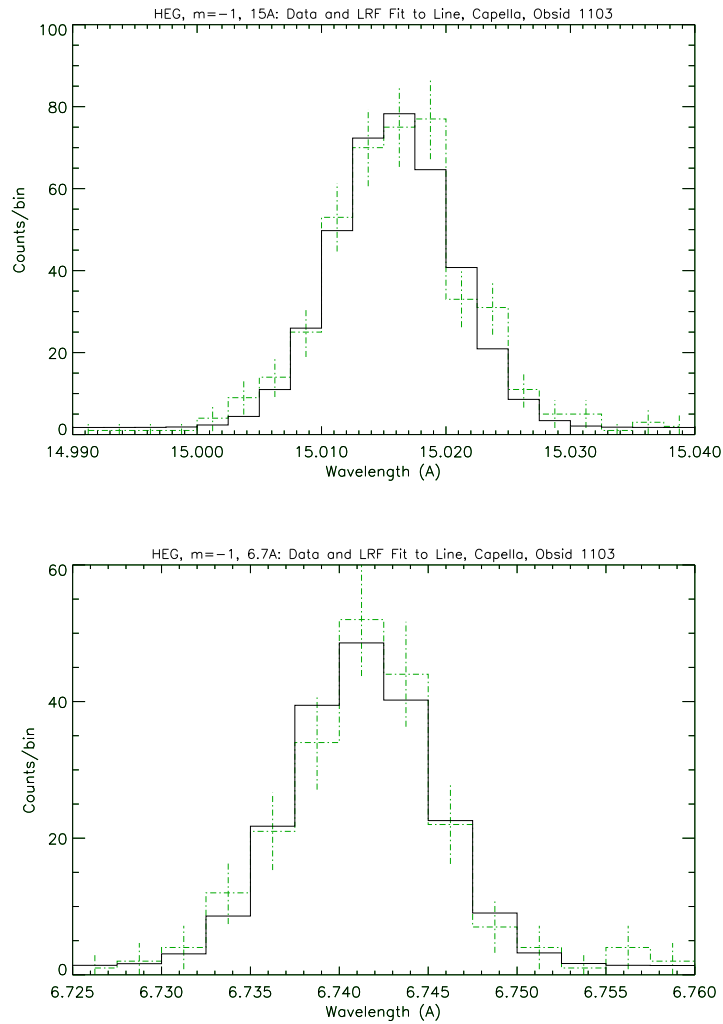 HEG, m=−1, 15A: Data and LRF Fit to Line, Capella, Obsid 1103
100
80
60
40
20
0
Counts/bin
14.990 15.000 15.010 15.020 15.030 15.040
Wavelength (A)
HEG, m=−1, 6.7A: Data and LRF Fit to Line, Capella, Obsid 1103
60
40
20
0
Counts/bin
6.725 6.730 6.735 6.740 6.745 6.750 6.755 6.760
Wavelength (A)